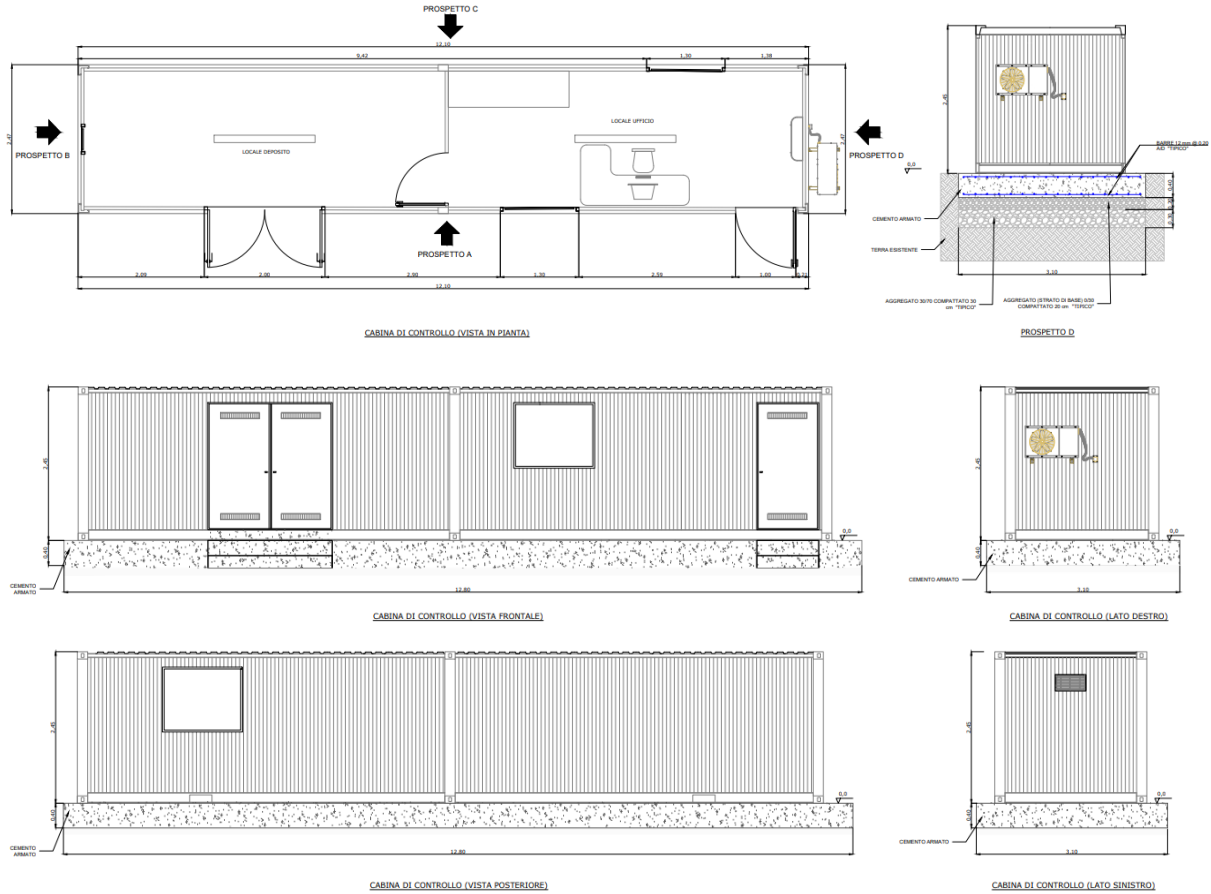 PROSPETTO C
12,10
9,42
1,30
1,38
2,47
PROSPETTO B
LOCALE DEPOSITO
LOCALE UFFICIO
2,47
PROSPETTO D
PROSPETTO A
2,09
2,00
2,90
1,30
2,50
1,00
0,21
12,10
CABINA DI CONTROLLO (VISTA IN PIANTA)
2,45
0,0
BARRE 12 mm @ 0.20
A/D "TIPICO"
0,40
0,30
CEMENTO ARMATO
TERRA ESISTENTE
3,10
AGGREGATO 30/70 COMPATTATO 30
cm "TIPICO"
AGGREGATO (STRATO DI BASE) 0/30
COMPATTATO 20 cm "TIPICO"
PROSPETTO D
2,45
0,40
0,0
CEMENTO
ARMATO
12,80
CABINA DI CONTROLLO (VISTA FRONTALE)
2,45
0,40
0,0
CEMENTO ARMATO
3,10
CABINA DI CONTROLLO (LATO DESTRO)
2,45
0,40
0,0
CEMENTO
ARMATO
12,80
CABINA DI CONTROLLO (VISTA POSTERIORE)
2,45
0,40
0,0
CEMENTO ARMATO
3,10
CABINA DI CONTROLLO (LATO SINISTRO)